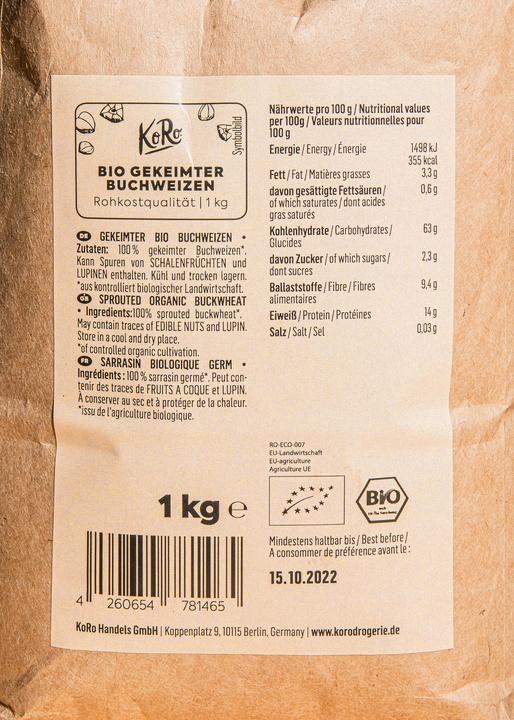 KoRo
Symbolbild
BIO GEKEIMTER
BUCHWEIZEN
Rohkostqualität | 1 kg
DE GEKEIMTER BIO BUCHWEIZEN •
Zutaten: 100% gekeimter Buchweizen*.
Kann Spuren von SCHALENFRÜCHTEN und
LUPINEN enthalten. Kühl und trocken lagern.
*aus kontrolliert biologischer Landwirtschaft.
GB SPROUTED ORGANIC BUCKWHEAT
• Ingredients:100% sprouted buckwheat*.
May contain traces of EDIBLE NUTS and LUPIN.
Store in a cool and dry place.
*of controlled organic cultivation.
FR SARRASIN BIOLOGIQUE GERM •
Ingrédients: 100 % sarrasin germé*. Peut con-
tenir des traces de FRUITS A COQUE et LUPIN.
À conserver au sec et à protéger de la chaleur.
*issu de l'agriculture biologique.
Nährwerte pro 100 g / Nutritional values
per 100g / Valeurs nutritionnelles pour
100 g
Energie / Energy / Énergie 1498 kJ
355 kcal
Fett / Fat / Matières grasses 3,3 g
davon gesättigte Fettsäuren / 0,6 g
of which saturates / dont acides
gras saturés
Kohlenhydrate / Carbohydrates / 63 g
Glucides
davon Zucker / of which sugars / 2,3 g
dont sucres
Ballaststoffe / Fibre / Fibres 9,4 g
alimentaires
Eiweiß / Protein / Protéines 14 g
Salz / Salt / Sel 0,03 g
RO-ECO-007
EU-Landwirtschaft
EU-agriculture
Agriculture UE
Bio
1 kg e
Mindestens haltbar bis / Best before /
A consommer de préférence avant le :
15.10.2022
4 260654 781465
KoRo Handels GmbH | Koppenplatz 9, 10115 Berlin, Germany | www.korodrogerie.de